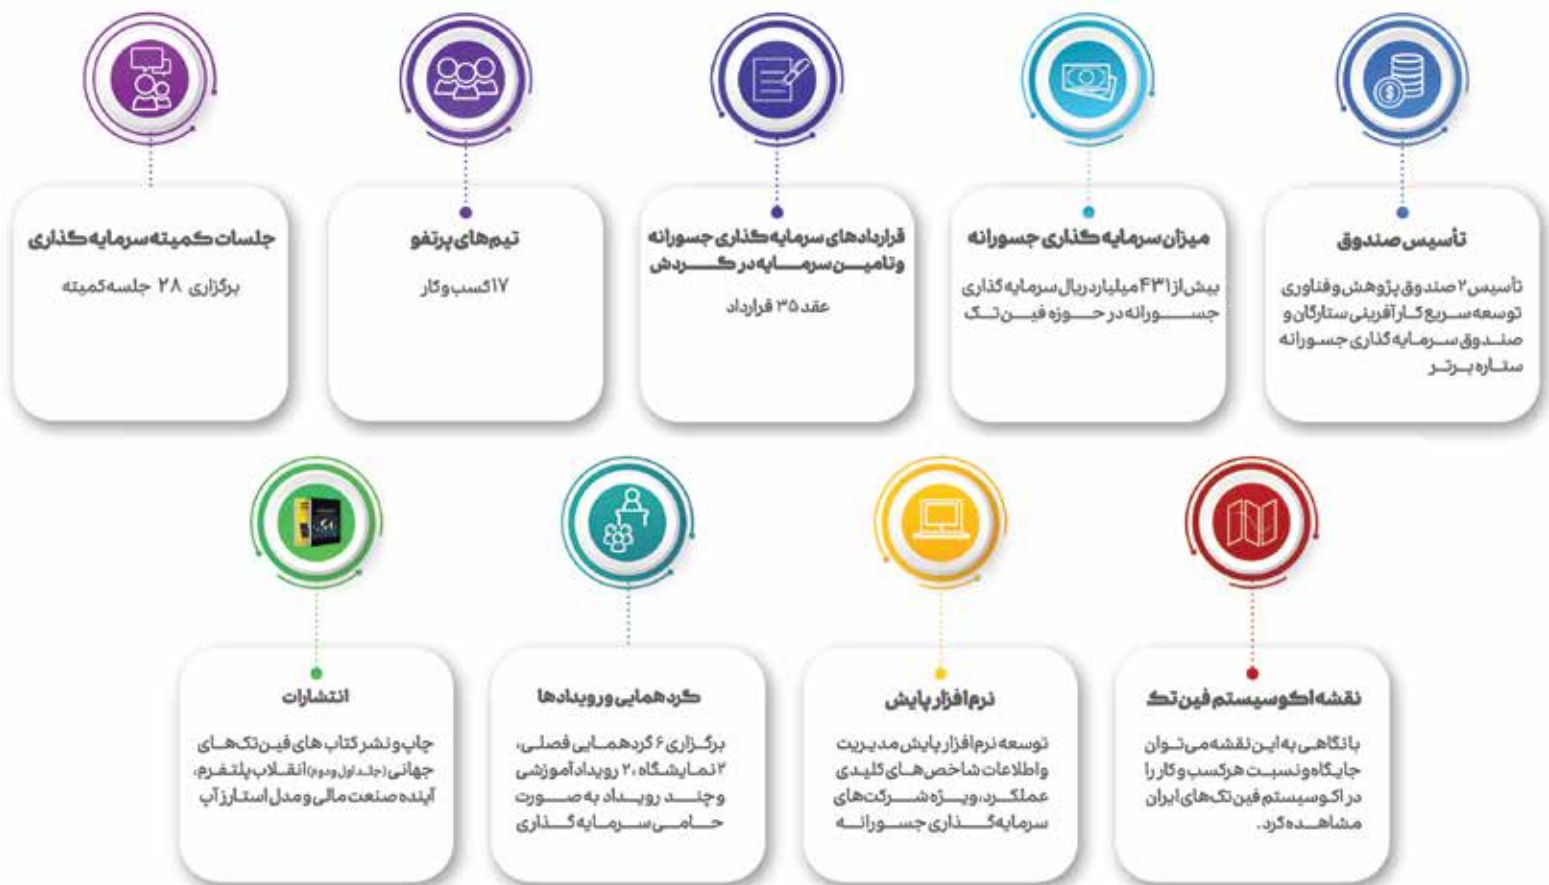 تأسیس صندوق
تأسیس ۲ صندوق پژوهش و فناوری
توسعه سریع کارآفرینی ستارگان و
صندوق سرمایه گذاری جسورانه
ستاره برتر
میزان سرمایه گذاری جسورانه
بیش از ۴۳۱ میلیارد ریال سرمایه گذاری
جسورانه در حوزه فین تک
قراردادهای سرمایه گذاری جسورانه
و تامین سرمایه در گردش
عقد ۳۵ قرارداد
تیم های پرتفو
۱۷ کسب و کار
جلسات کمیته سرمایه گذاری
برگزاری ۲۸ جلسه کمیته
نقشه اکوسیستم فین تک
با نگاهی به این نقشه می توان
جایگاه و نسبت هر کسب و کار را
در اکوسیستم فین تک های ایران
مشاهده کرد.
نرم افزار پایش
توسعه نرم افزار پایش مدیریت
و اطلاعات شاخص های کلیدی
عملکرد، ویژه شرکت های
سرمایه گذاری جسورانه
گردهمایی و رویدادها
برگزاری ۶ گردهمایی فصلی،
۲ نمایشگاه، ۲ رویداد آموزشی
و چند رویداد به صورت
حامی سرمایه گذاری
انتشارات
چاپ و نشر کتاب های فین تک های
جهانی (جلد اول و دوم) انقلاب پلتفرم،
آینده صنعت مالی و مدل استارز آپ